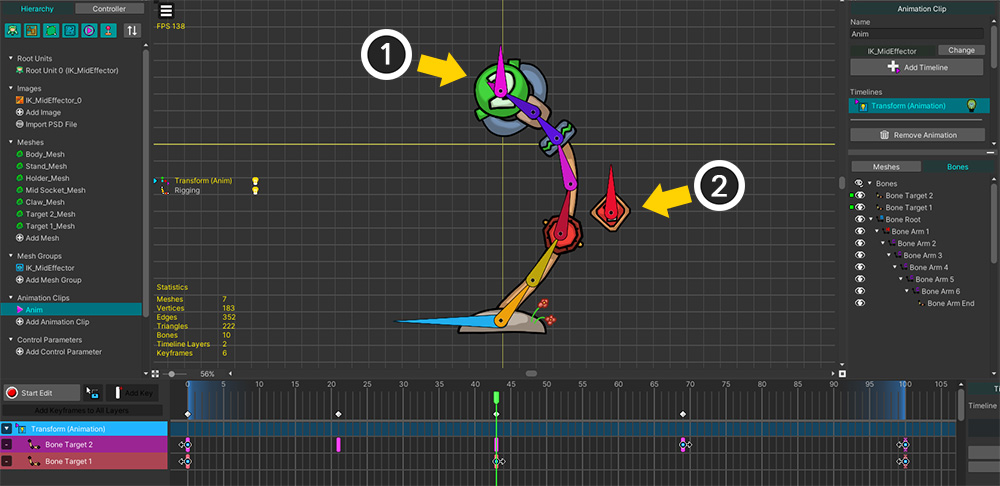 Hierarchy
Controller
Root Units
Root Unit 0 (IK_MidEffector)
Images
IK_MidEffector_0
Add Image
Import PSD File
Meshes
Body_Mesh
Stand_Mesh
Holder_Mesh
Mid Socket_Mesh
Claw_Mesh
Target 2_Mesh
Target 1_Mesh
Add Mesh
Mesh Groups
IK_MidEffector
Add Mesh Group
Animation Clips
Anim
Add Animation Clip
Control Parameters
Add Control Parameter
FPS 138
1
2
2
Transform (Anim)
Rigging
Statistics
Meshes 7
Vertices 183
Edges 352
Triangles 222
Bones 10
Timeline Layers 2
Keyframes 6
56%
Animation Clip
Name
Anim
IK_MidEffector
Change
Add Timeline
Timelines
Transform (Animation)
Remove Animation
Meshes
Bones
Bones
Bone Target 2
Bone Target 1
Bone Root
Bone Arm 1
Bone Arm 2
Bone Arm 3
Bone Arm 4
Bone Arm 5
Bone Arm 6
Bone Arm End
Start Edit
Add Key
Add Keyframes to All Layers
0 5 10 15 20 25 30 35 40 45 50 55 60 65 70 75 80 85 90 95 100 105
Transform (Animation)
Bone Target 2
Bone Target 1
Timeline